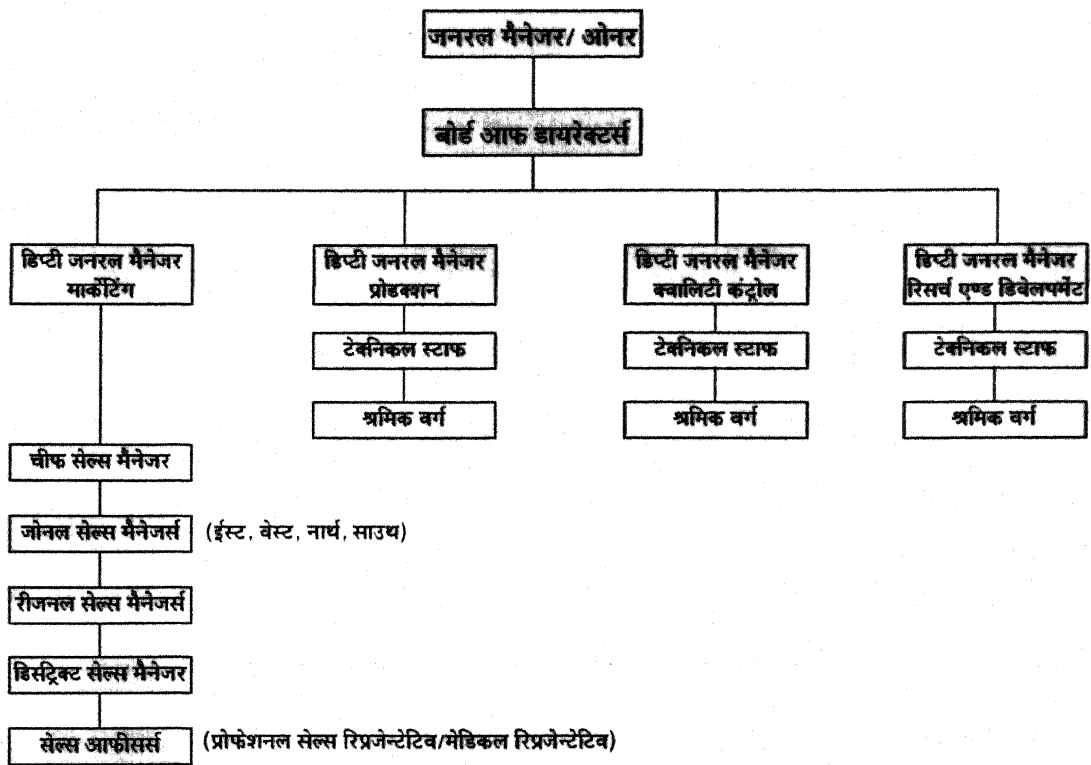 जनरल मैनेजर/ ओनर
बोर्ड आफ डायरेक्टर्स
डिप्टी जनरल मैनेजर
मार्केटिंग
डिप्टी जनरल मैनेजर
प्रोडक्शन
डिप्टी जनरल मैनेजर
क्वालिटी कंट्रोल
डिप्टी जनरल मैनेजर
रिसर्च एण्ड डिवेलपमेंट
टेक्निकल स्टाफ
टेक्निकल स्टाफ
टेक्निकल स्टाफ
श्रमिक वर्ग
श्रमिक वर्ग
श्रमिक वर्ग
चीफ सेल्स मैनेजर
जोनल सेल्स मैनेजर्स (ईस्ट, वेस्ट, नार्थ, साउथ)
रीजनल सेल्स मैनेजर्स
डिसट्रिक्ट सेल्स मैनेजर
सेल्स आफीसर्स (प्रोफेशनल सेल्स रिप्रजेन्टेटिव/मेडिकल रिप्रजेन्टेटिव)